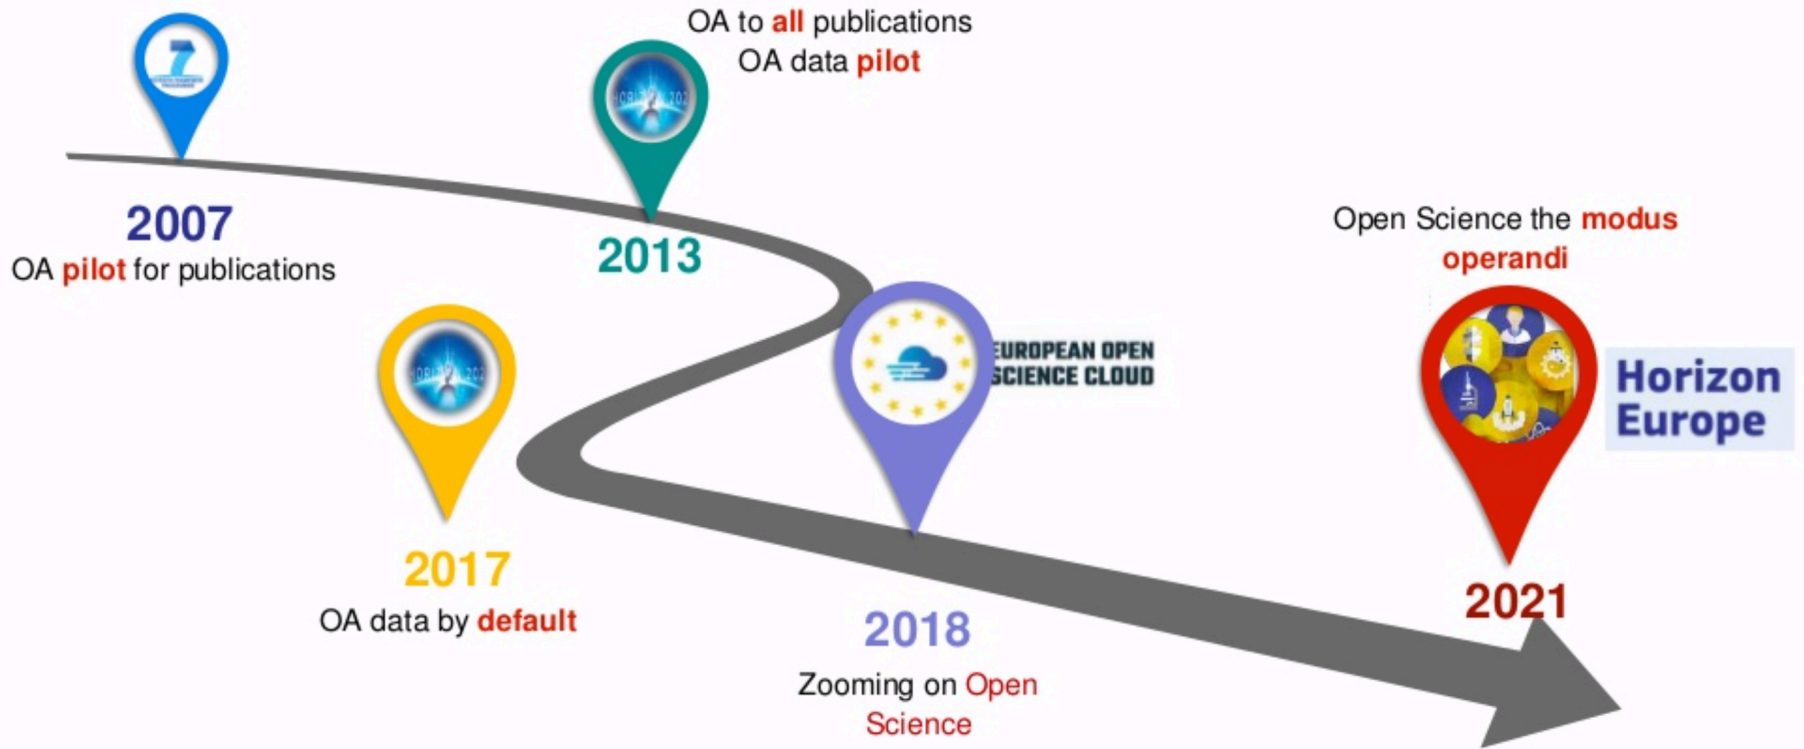 7
2007
OA pilot for publications
OA to all publications
OA data pilot
2013
2017
OA data by default
EUROPEAN OPEN
SCIENCE CLOUD
2018
Zooming on Open
Science
Open Science the modus
operandi
Horizon
Europe
2021